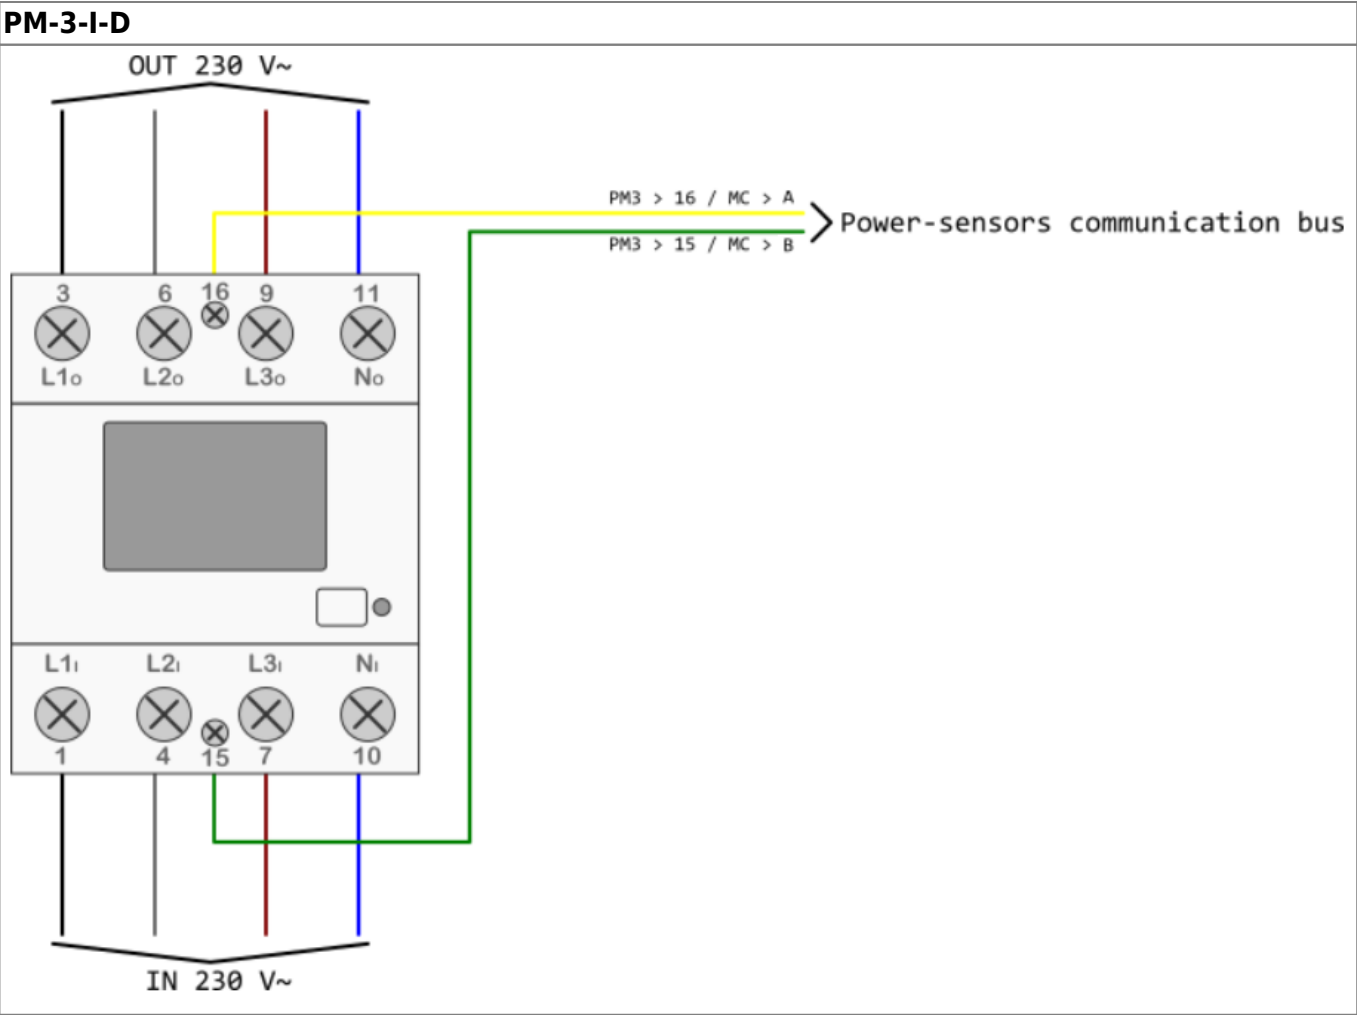 PM-3-I-D
OUT 230 V~
PM3 > 16 / MC > A
Power-sensors communication bus
PM3 > 15 / MC > B
3 6 16 9 11
L1o L2o L3o No
L1I L2I L3I NI
1 4 15 7 10
IN 230 V~